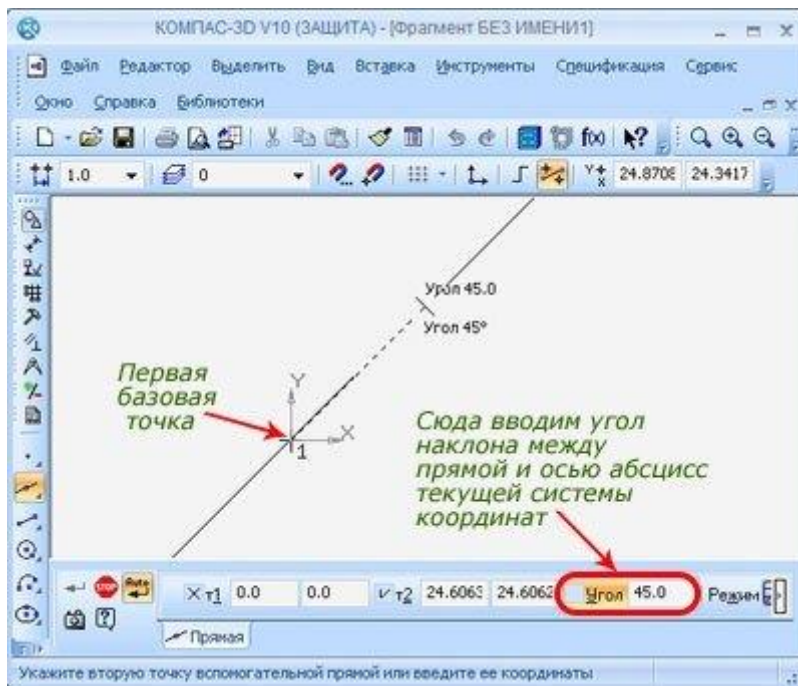 КОМПАС-3D V10 (ЗАЩИТА) - [Фрагмент БЕЗ ИМЕНИ1]
Файл Редактор Выделить Вид Вставка Инструменты Спецификация Сервис
Окно Справка Библиотеки
f(x)
1.0 0 24.8708 24.3417
Угол 45.0
Угол 45°
Первая
базовая
точка
Y
X
1
Сюда вводим угол
наклона между
прямой и осью абсцисс
текущей системы
координат
STOP Auto т1 0.0 0.0 т2 24.6063 24.6062 Угол 45.0 Режим
Прямая
Укажите вторую точку вспомогательной прямой или введите ее координаты